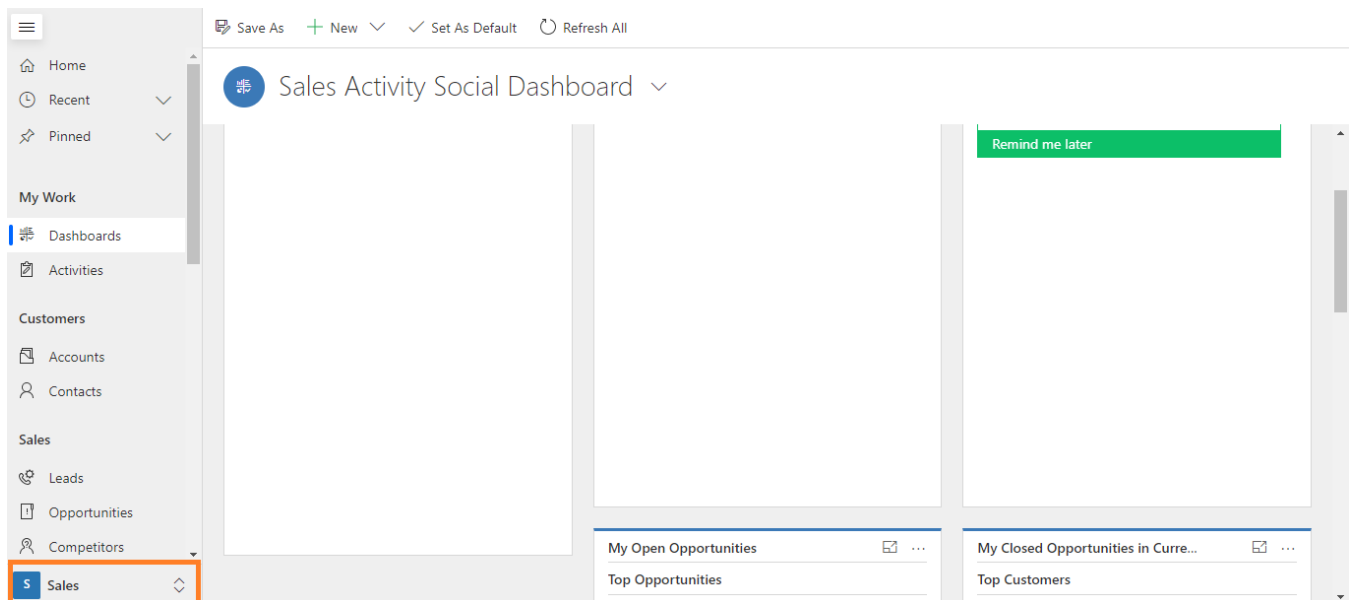 Save As New Set As Default Refresh All
Home
Recent
Pinned
My Work
Dashboards
Activities
Customers
Accounts
Contacts
Sales
Leads
Opportunities
Competitors
S Sales
Sales Activity Social Dashboard
Remind me later
My Open Opportunities ...
Top Opportunities
My Closed Opportunities in Curre... ...
Top Customers